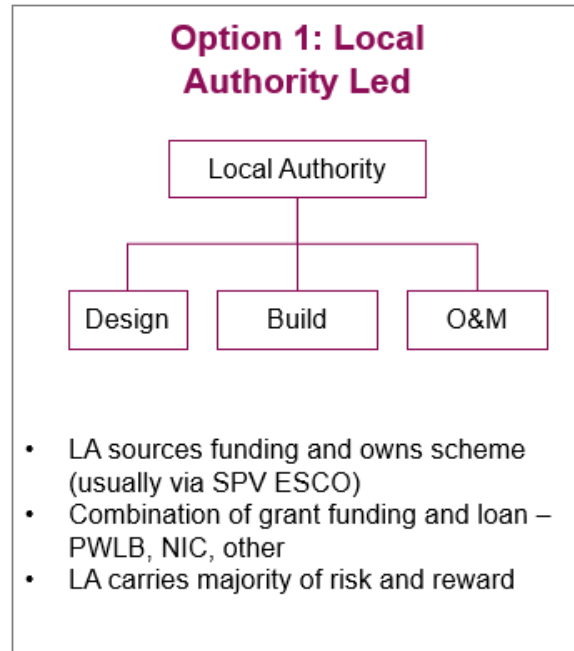 Option 1: Local
Authority Led
Local Authority
Design
Build
O&M
• LA sources funding and owns scheme
(usually via SPV ESCO)
• Combination of grant funding and loan –
PWLB, NIC, other
• LA carries majority of risk and reward